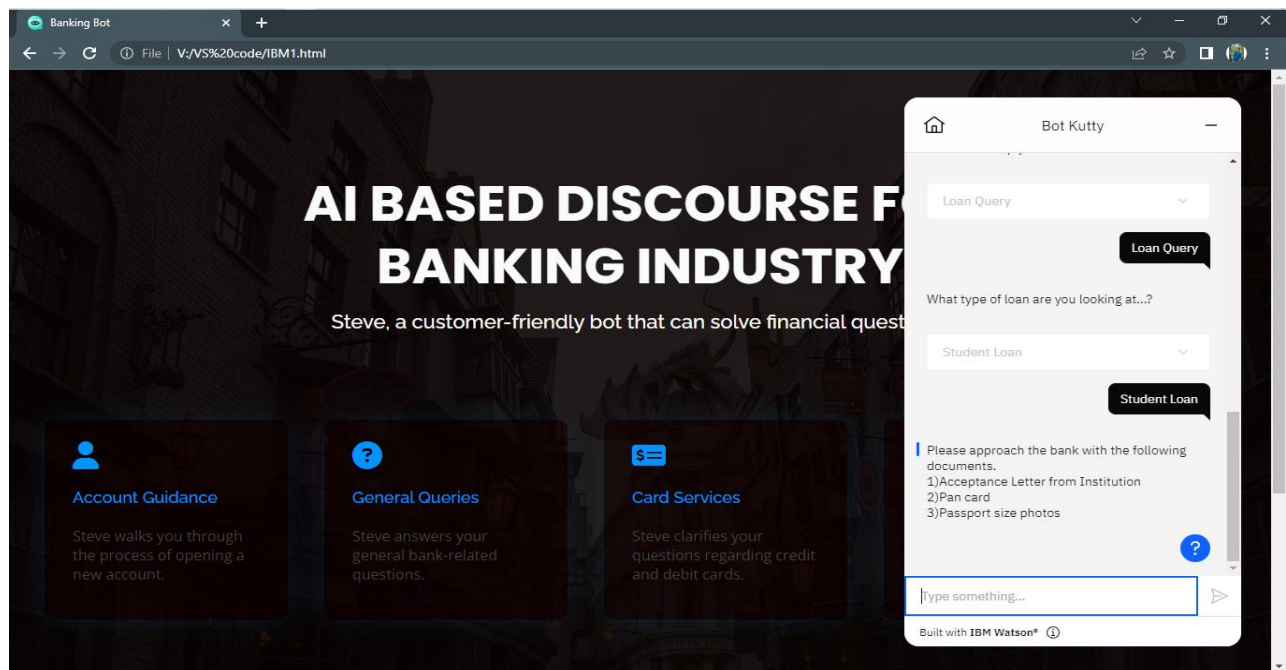 Banking Bot
File | V:/VS%20code/IBM1.html
AI BASED DISCOURSE F
BANKING INDUSTRY
Steve, a customer-friendly bot that can solve financial quest
Account Guidance
Steve walks you through
the process of opening a
new account.
General Queries
Steve answers your
general bank-related
questions.
Card Services
Steve clarifies your
questions regarding credit
and debit cards.
Bot Kutty
Loan Query
Loan Query
What type of loan are you looking at...?
Student Loan
Student Loan
Please approach the bank with the following
documents.
1)Acceptance Letter from Institution
2)Pan card
3)Passport size photos
?
Type something...
Built with IBM Watson®